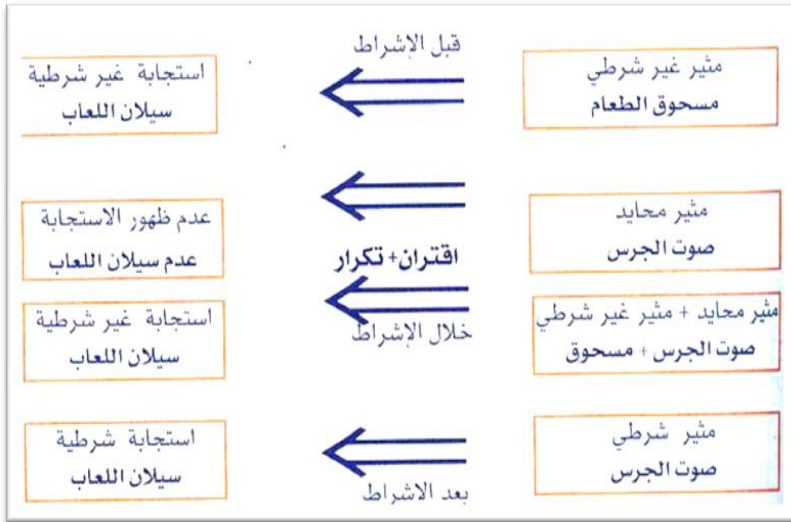 قبل الإشراط
مثير غير شرطي
مسحوق الطعام
استجابة غير شرطية
سيلان اللعاب
مثير محايد
صوت الجرس
عدم ظهور الاستجابة
عدم سيلان اللعاب
اقتران+ تكرار
مثير محايد + مثير غير شرطي
صوت الجرس + مسحوق
خلال الإشراط
استجابة غير شرطية
سيلان اللعاب
مثير شرطي
صوت الجرس
استجابة شرطية
سيلان اللعاب
بعد الاشراط